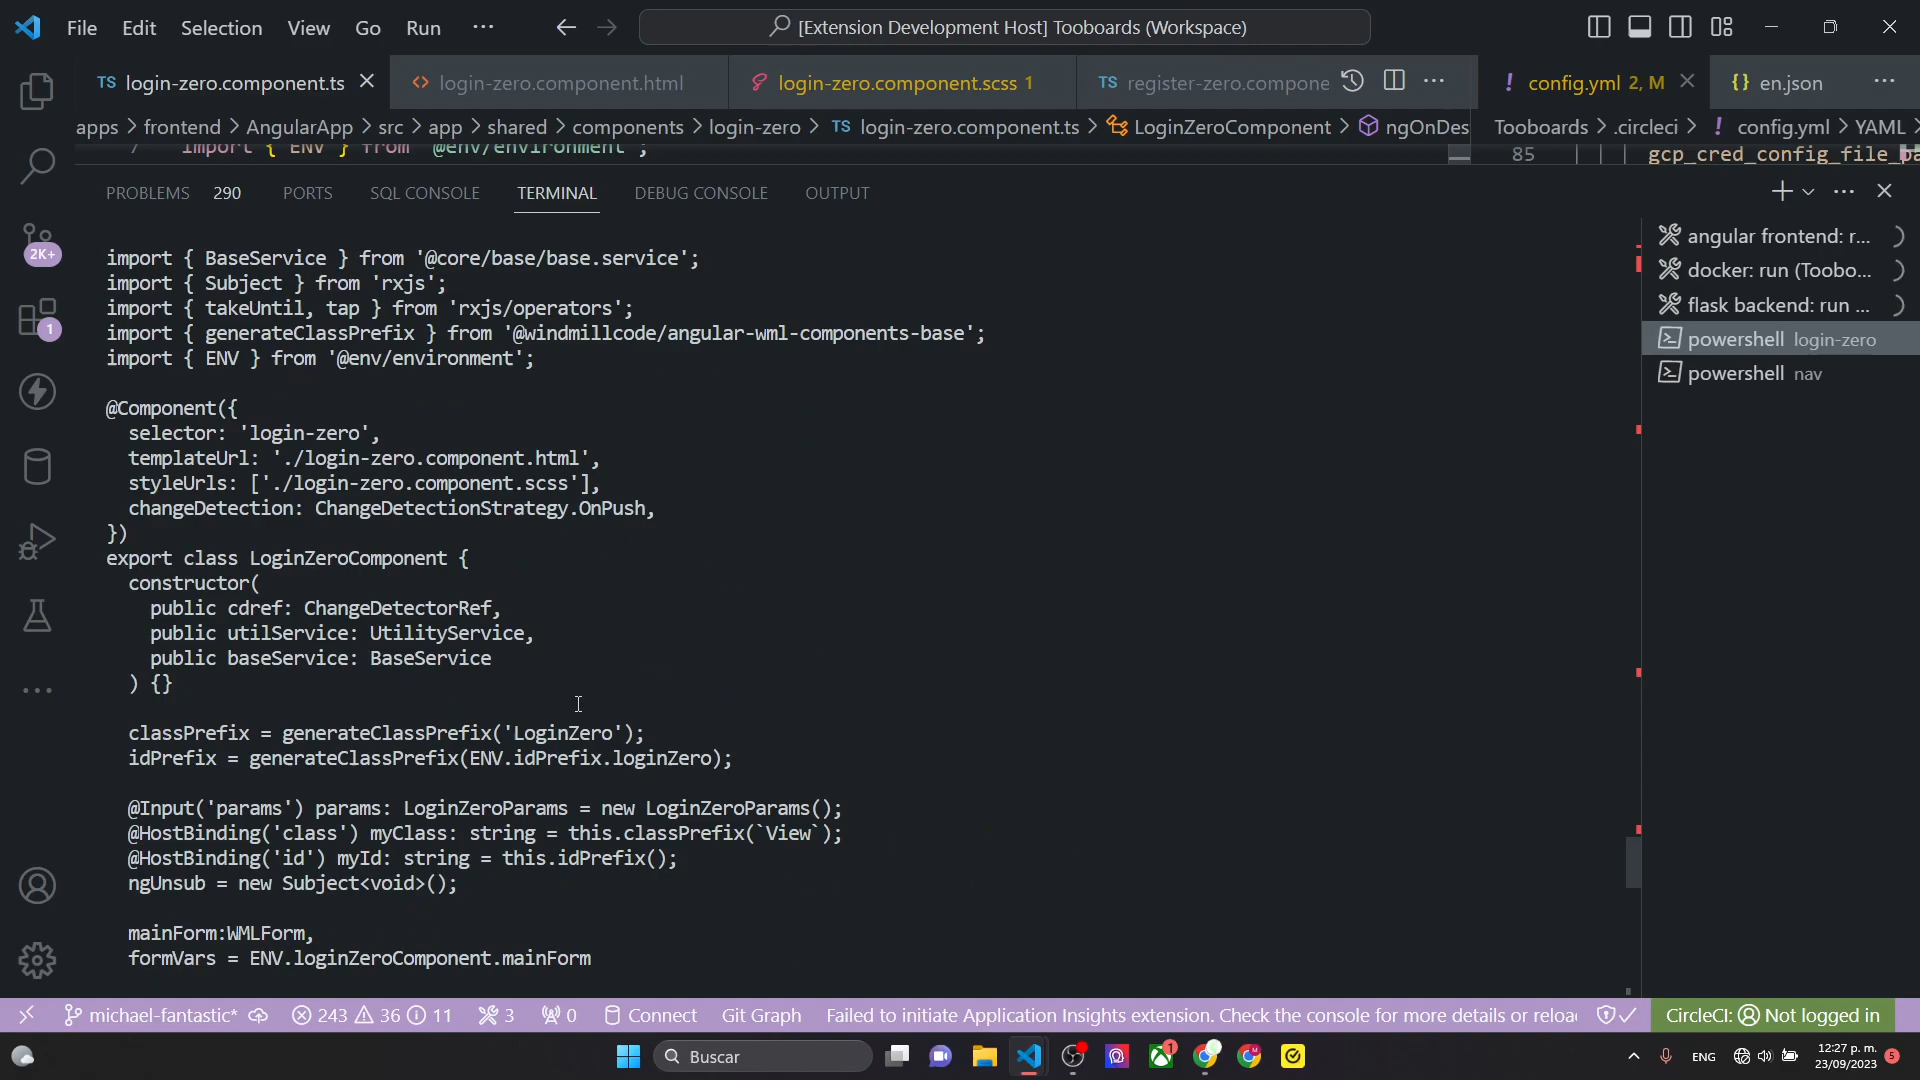 File Edit Selection View Go Run ··· [Extension Development Host] Tooboards (Workspace)
TS login-zero.component.ts login-zero.component.html login-zero.component.scss 1 TS register-zero.compone ··· ! config.yml 2, M {} en.json ···
apps > frontend > AngularApp > src > app > shared > components > login-zero > TS login-zero.component.ts > LoginZeroComponent > ngOnDes
Tooboards > .circleci > ! config.yml > YAML >
7 import { ENV } from '@env/environment';
85 gcp_cred_config_file_pa
PROBLEMS 290 PORTS SQL CONSOLE TERMINAL DEBUG CONSOLE OUTPUT
import { BaseService } from '@core/base/base.service';
import { Subject } from 'rxjs';
import { takeUntil, tap } from 'rxjs/operators';
import { generateClassPrefix } from '@windmillcode/angular-wml-components-base';
import { ENV } from '@env/environment';
@Component({
selector: 'login-zero',
templateUrl: './login-zero.component.html',
styleUrls: ['./login-zero.component.scss'],
changeDetection: ChangeDetectionStrategy.OnPush,
})
export class LoginZeroComponent {
constructor(
public cdref: ChangeDetectorRef,
public utilService: UtilityService,
public baseService: BaseService
) {}
classPrefix = generateClassPrefix('LoginZero');
idPrefix = generateClassPrefix(ENV.idPrefix.loginZero);
@Input('params') params: LoginZeroParams = new LoginZeroParams();
@HostBinding('class') myClass: string = this.classPrefix(`View`);
@HostBinding('id') myId: string = this.idPrefix();
ngUnsub = new Subject<void>();
mainForm:WMLForm,
formVars = ENV.loginZeroComponent.mainForm
angular frontend: r...
docker: run (Toobo...
flask backend: run ...
powershell login-zero
powershell nav
2K+
1
michael-fantastic* 243 36 11 3 0 Connect Git Graph Failed to initiate Application Insights extension. Check the console for more details or reloa CircleCI: Not logged in
Buscar 1 ENG 12:27 p. m. 5
23/09/2023